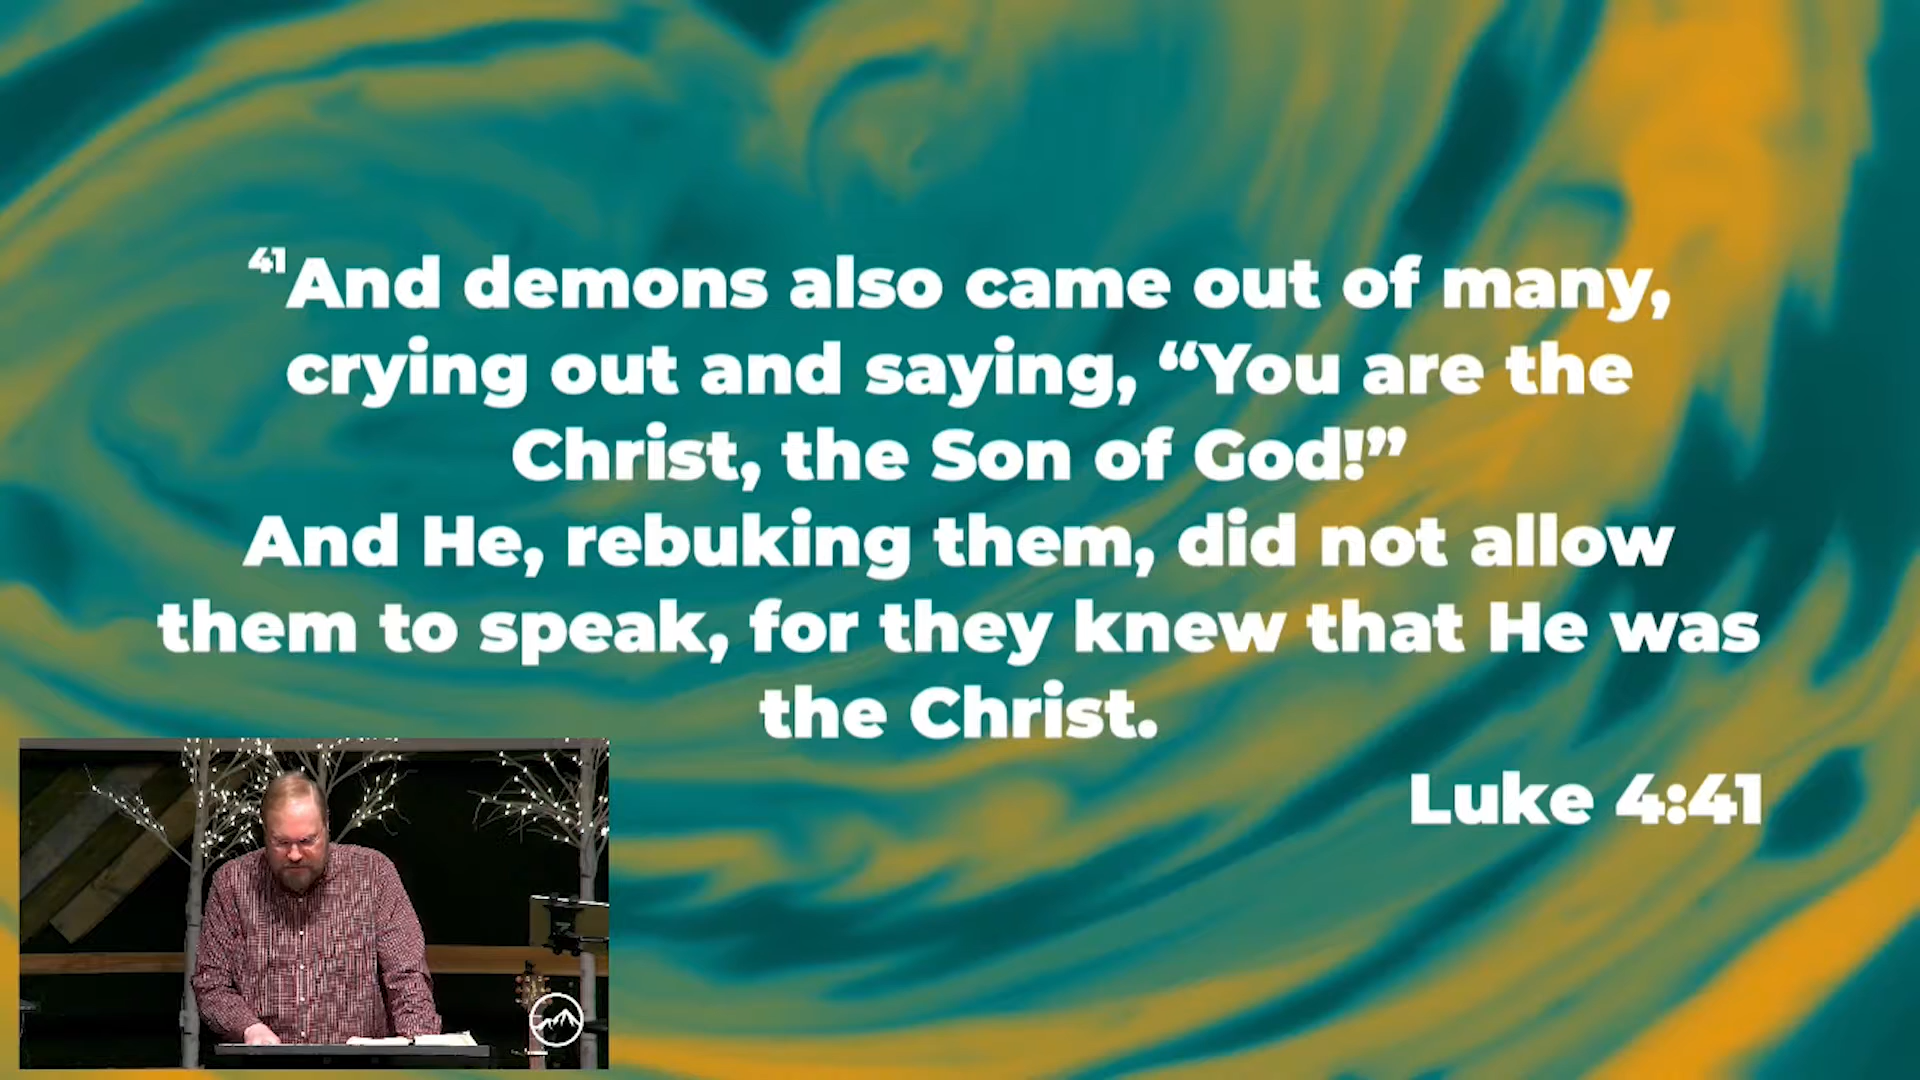 41And demons also came out of many,
crying out and saying, “You are the
Christ, the Son of God!”
And He, rebuking them, did not allow
them to speak, for they knew that He was
the Christ.
Luke 4:41